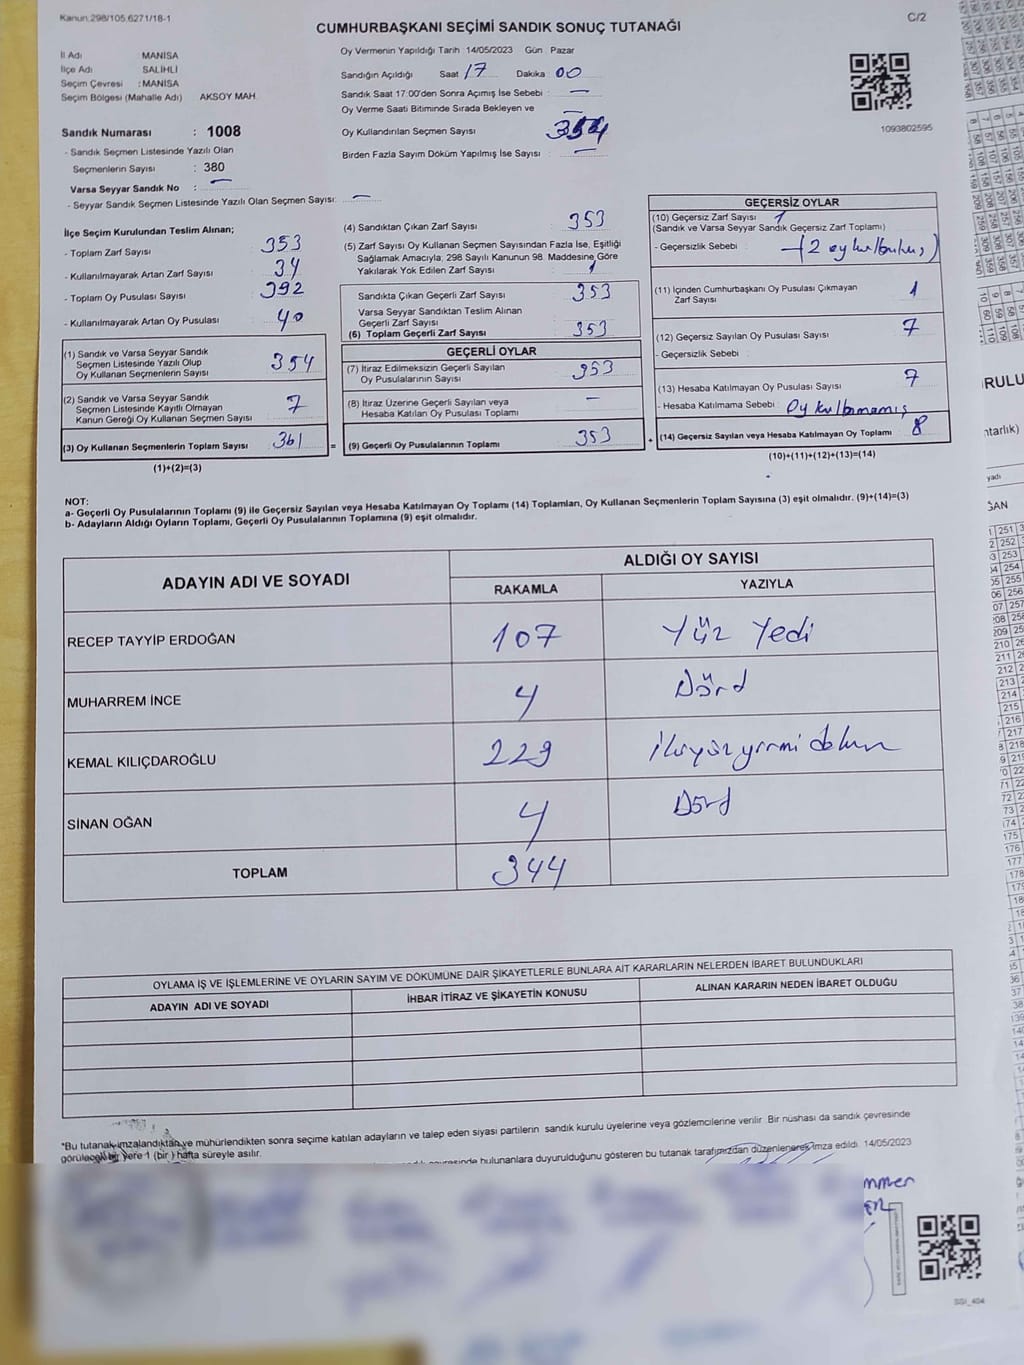 Kanun:298/105,6271/18-1
C/2
CUMHURBAŞKANI SEÇİMİ SANDIK SONUÇ TUTANAĞI
İl Adı MANİSA
İlçe Adı SALİHLİ
Seçim Çevresi : MANİSA
Seçim Bölgesi (Mahalle Adı) AKSOY MAH.
Sandık Numarası : 1008
- Sandık Seçmen Listesinde Yazılı Olan
Seçmenlerin Sayısı : 380
Varsa Seyyar Sandık No : —
- Seyyar Sandık Seçmen Listesinde Yazılı Olan Seçmen Sayısı: —
Oy Vermenin Yapıldığı Tarih 14/05/2023 Gün Pazar
Sandığın Açıldığı Saat 17 Dakika 00
Sandık Saat 17:00'den Sonra Açımış İse Sebebi : —
Oy Verme Saati Bitiminde Sırada Bekleyen ve —
Oy Kullandırılan Seçmen Sayısı 354
Birden Fazla Sayım Döküm Yapılmış İse Sayısı : —
1093802595
İlçe Seçim Kurulundan Teslim Alınan;
- Toplam Zarf Sayısı 353
- Kullanılmayarak Artan Zarf Sayısı 34
- Toplam Oy Pusulası Sayısı 392
- Kullanılmayarak Artan Oy Pusulası 40
(1) Sandık ve Varsa Seyyar Sandık
Seçmen Listesinde Yazılı Olup
Oy Kullanan Seçmenlerin Sayısı 354
(2) Sandık ve Varsa Seyyar Sandık
Seçmen Listesinde Kayıtlı Olmayan
Kanun Gereği Oy Kullanan Seçmen Sayısı 7
(3) Oy Kullanan Seçmenlerin Toplam Sayısı 361
(1)+(2)=(3)
(4) Sandıktan Çıkan Zarf Sayısı 353
(5) Zarf Sayısı Oy Kullanan Seçmen Sayısından Fazla İse, Eşitliği
Sağlamak Amacıyla; 298 Sayılı Kanunun 98. Maddesine Göre
Yakılarak Yok Edilen Zarf Sayısı 1
Sandıkta Çıkan Geçerli Zarf Sayısı 353
Varsa Seyyar Sandıktan Teslim Alınan
Geçerli Zarf Sayısı
(6) Toplam Geçerli Zarf Sayısı 353
GEÇERLİ OYLAR
(7) İtiraz Edilmeksizin Geçerli Sayılan
Oy Pusulalarının Sayısı 353
(8) İtiraz Üzerine Geçerli Sayılan veya
Hesaba Katılan Oy Pusulası Toplamı —
= (9) Geçerli Oy Pusulalarının Toplamı 353
GEÇERSİZ OYLAR
(10) Geçersiz Zarf Sayısı 1
(Sandık ve Varsa Seyyar Sandık Geçersiz Zarf Toplamı)
- Geçersizlik Sebebi
(11) İçinden Cumhurbaşkanı Oy Pusulası Çıkmayan
Zarf Sayısı 1
(12) Geçersiz Sayılan Oy Pusulası Sayısı 7
- Geçersizlik Sebebi :
(13) Hesaba Katılmayan Oy Pusulası Sayısı 7
- Hesaba Katılmama Sebebi : Oy kullanmamış
+ (14) Geçersiz Sayılan veya Hesaba Katılmayan Oy Toplamı 8
(10)+(11)+(12)+(13)=(14)
NOT:
a- Geçerli Oy Pusulalarının Toplamı (9) ile Geçersiz Sayılan veya Hesaba Katılmayan Oy Toplamı (14) Toplamları, Oy Kullanan Seçmenlerin Toplam Sayısına (3) eşit olmalıdır. (9)+(14)=(3)
b- Adayların Aldığı Oyların Toplamı, Geçerli Oy Pusulalarının Toplamına (9) eşit olmalıdır.
ADAYIN ADI VE SOYADI
ALDIĞI OY SAYISI
RAKAMLA YAZIYLA
RECEP TAYYİP ERDOĞAN 107 Yüz Yedi
MUHARREM İNCE 4 Dörd
KEMAL KILIÇDAROĞLU 229 ikiyüzyirmi dokuz
SİNAN OĞAN 4 Dörd
TOPLAM 344
OYLAMA İŞ VE İŞLEMLERİNE VE OYLARIN SAYIM VE DÖKÜMÜNE DAİR ŞİKAYETLERLE BUNLARA AİT KARARLARIN NELERDEN İBARET BULUNDUKLARI
ADAYIN ADI VE SOYADI İHBAR İTİRAZ VE ŞİKAYETİN KONUSU ALINAN KARARIN NEDEN İBARET OLDUĞU
*Bu tutanak imzalandıktan ve mühürlendikten sonra seçime katılan adayların ve talep eden siyasi partilerin sandık kurulu üyelerine veya gözlemcilerine verilir. Bir nüshası da sandık çevresinde
görülecek bir yere 1 (bir) hafta süreyle asılır.
bulunanlara duyurulduğunu gösteren bu tutanak tarafımızdan düzenlenerek imza edildi. 14/05/2023
SGI_404